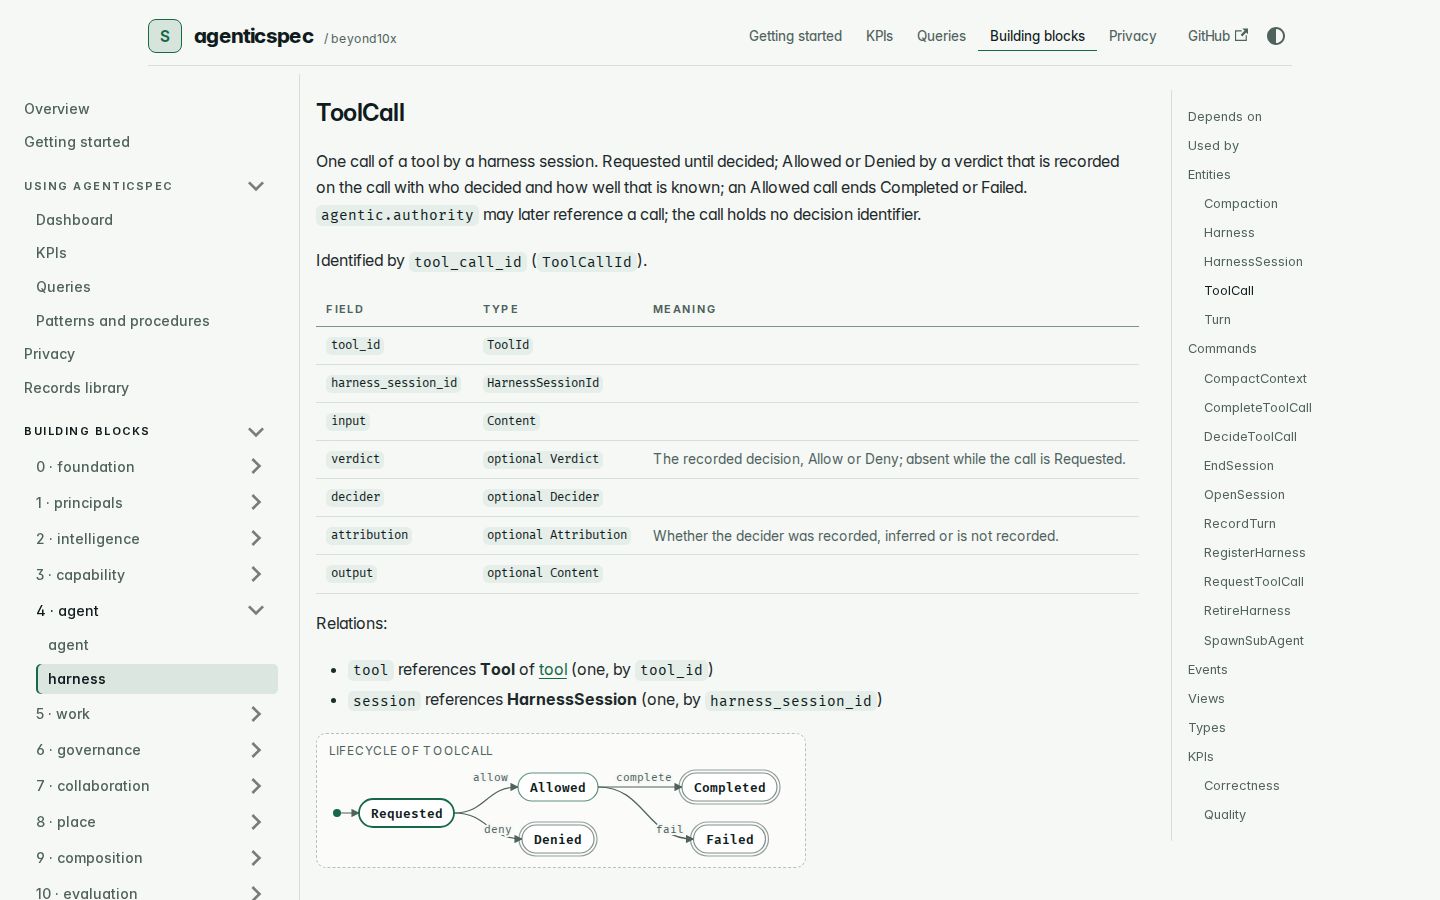 S
agenticspec / beyond10x
Getting started
KPIs
Queries
Building blocks
Privacy
GitHub
Overview
Getting started
USING AGENTICSPEC
Dashboard
KPIs
Queries
Patterns and procedures
Privacy
Records library
BUILDING BLOCKS
0 · foundation
1 · principals
2 · intelligence
3 · capability
4 · agent
agent
harness
5 · work
6 · governance
7 · collaboration
8 · place
9 · composition
10 · evaluation
ToolCall
One call of a tool by a harness session. Requested until decided; Allowed or Denied by a verdict that is recorded
on the call with who decided and how well that is known; an Allowed call ends Completed or Failed.
agentic.authority may later reference a call; the call holds no decision identifier.
Identified by tool_call_id ( ToolCallId ).
FIELD TYPE MEANING
tool_id ToolId
harness_session_id HarnessSessionId
input Content
verdict optional Verdict The recorded decision, Allow or Deny; absent while the call is Requested.
decider optional Decider
attribution optional Attribution Whether the decider was recorded, inferred or is not recorded.
output optional Content
Relations:
tool references Tool of tool (one, by tool_id )
session references HarnessSession (one, by harness_session_id )
LIFECYCLE OF TOOLCALL
allow
Allowed
complete
Completed
Requested
deny
Denied
fail
Failed
Depends on
Used by
Entities
Compaction
Harness
HarnessSession
ToolCall
Turn
Commands
CompactContext
CompleteToolCall
DecideToolCall
EndSession
OpenSession
RecordTurn
RegisterHarness
RequestToolCall
RetireHarness
SpawnSubAgent
Events
Views
Types
KPIs
Correctness
Quality